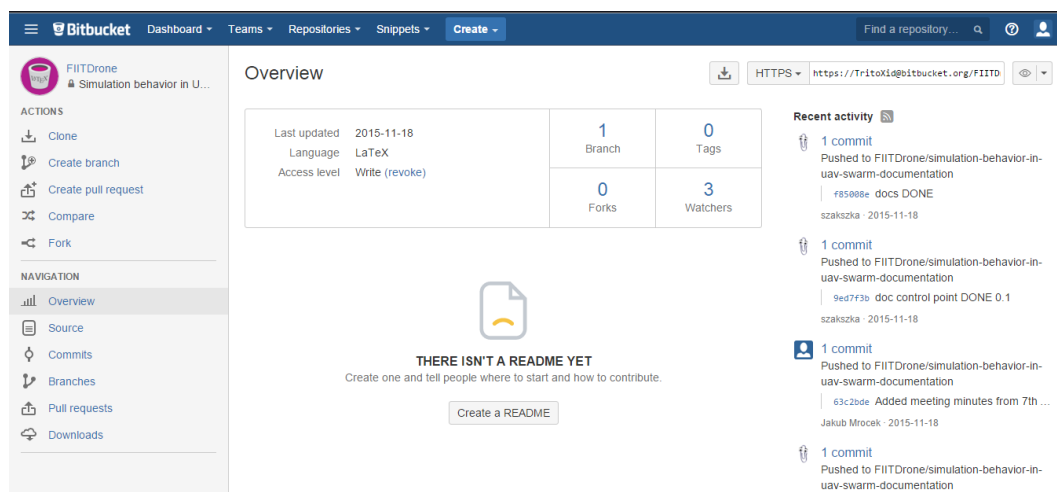 Bitbucket Dashboard Teams Repositories Snippets Create Find a repository...
FIITDrone
Simulation behavior in U...
ACTIONS
Clone
Create branch
Create pull request
Compare
Fork
NAVIGATION
Overview
Source
Commits
Branches
Pull requests
Downloads
Overview
HTTPS https://TritoXid@bitbucket.org/FIITD
Last updated 2015-11-18
Language LaTeX
Access level Write (revoke)
1
Branch
0
Tags
0
Forks
3
Watchers
THERE ISN'T A README YET
Create one and tell people where to start and how to contribute.
Create a README
Recent activity
1 commit
Pushed to FIITDrone/simulation-behavior-in-
uav-swarm-documentation
f85008e docs DONE
szakszka · 2015-11-18
1 commit
Pushed to FIITDrone/simulation-behavior-in-
uav-swarm-documentation
9ed7f3b doc control point DONE 0.1
szakszka · 2015-11-18
1 commit
Pushed to FIITDrone/simulation-behavior-in-
uav-swarm-documentation
63c2bde Added meeting minutes from 7th ...
Jakub Mrocek · 2015-11-18
1 commit
Pushed to FIITDrone/simulation-behavior-in-
uav-swarm-documentation